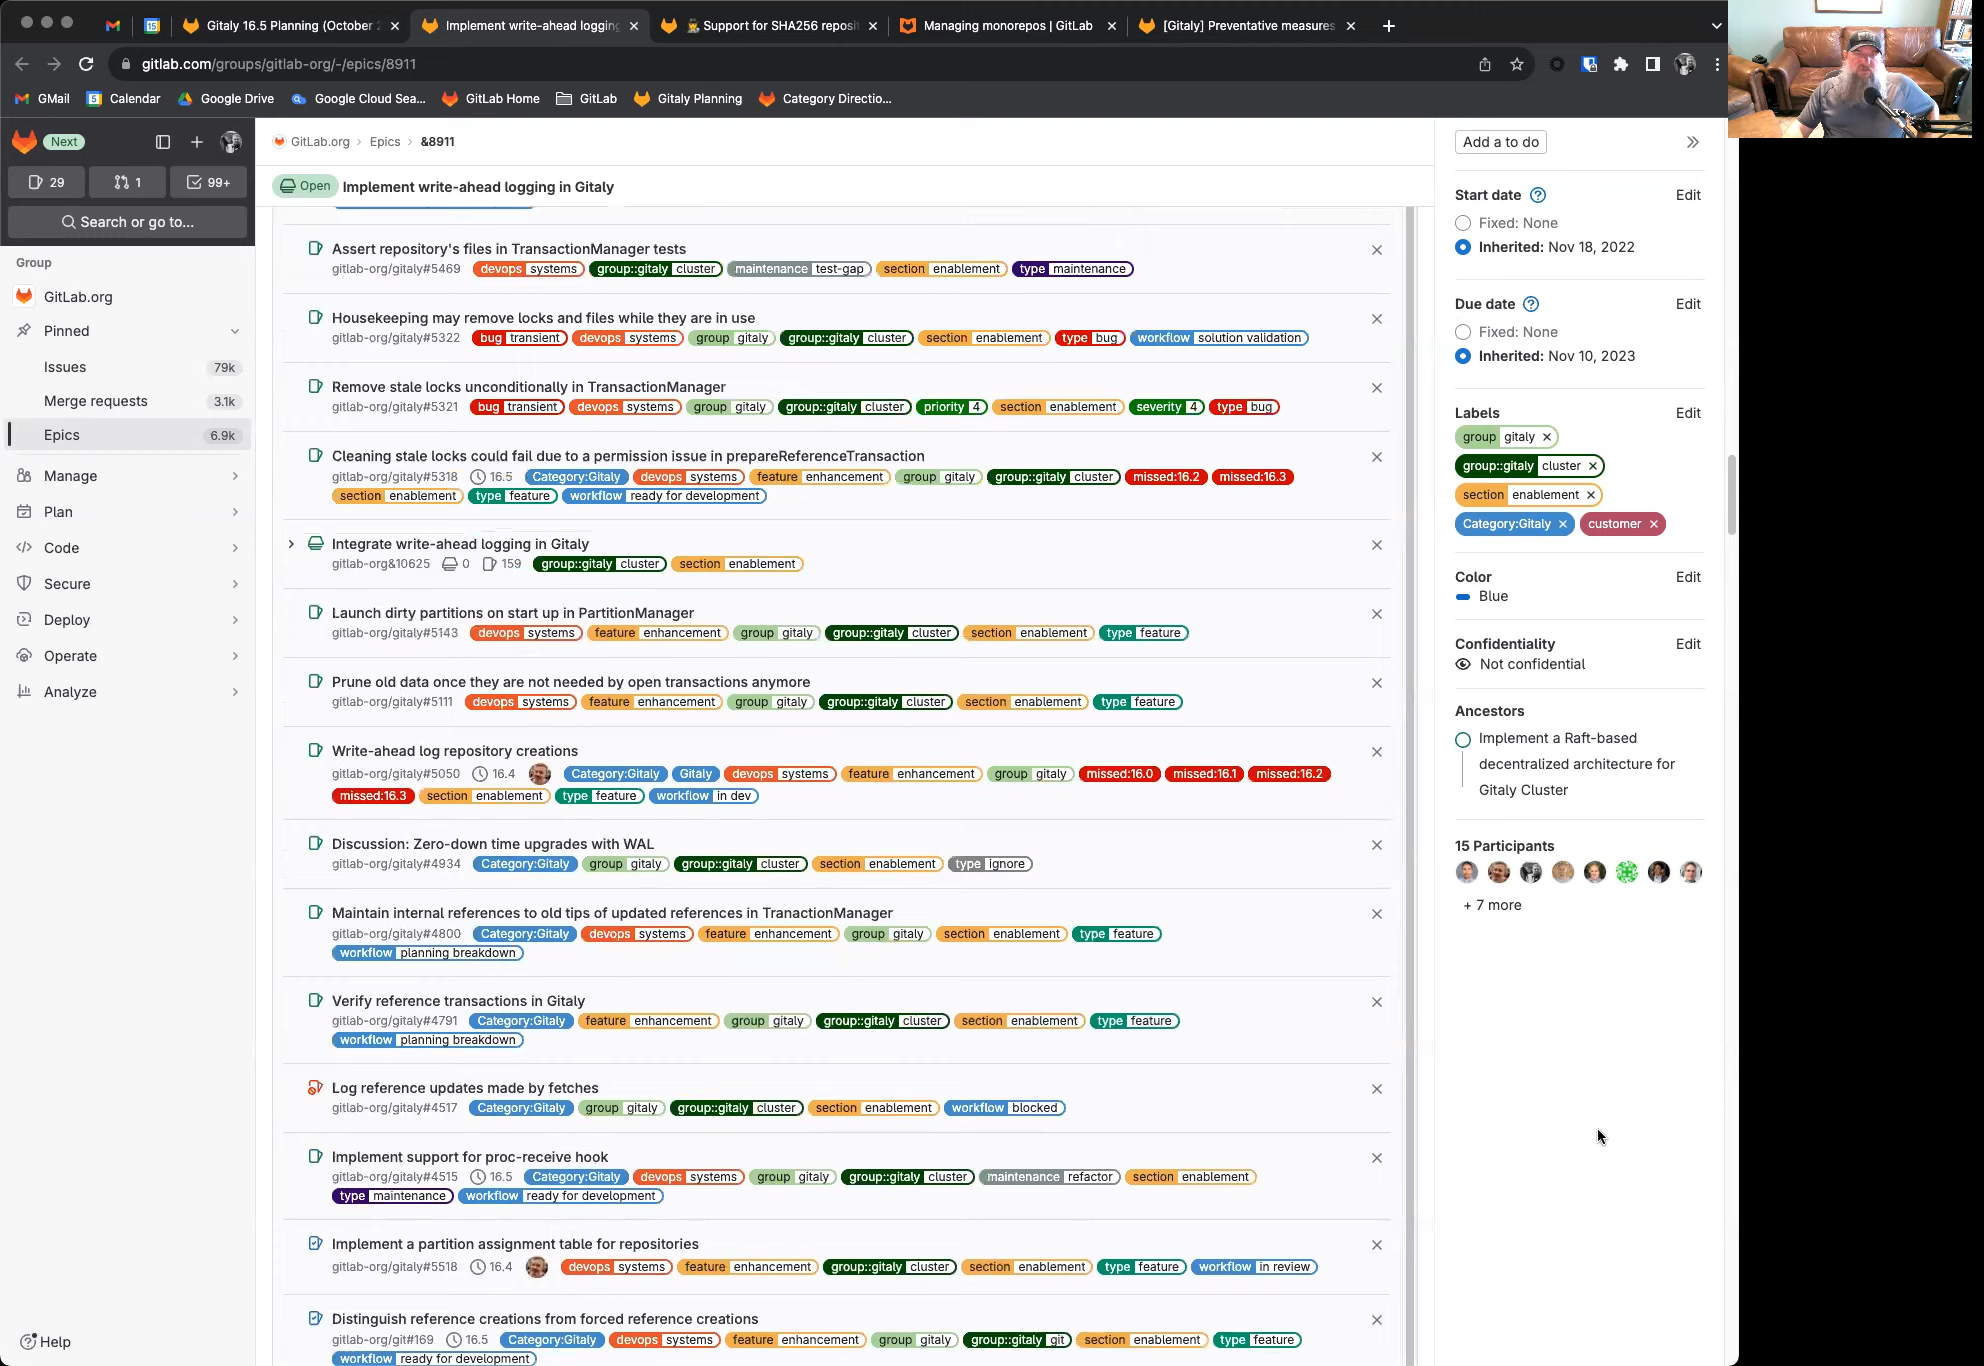 Gitaly 16.5 Planning (October 2
Implement write-ahead logging
Support for SHA256 reposit
Managing monorepos | GitLab
[Gitaly] Preventative measures
gitlab.com/groups/gitlab-org/-/epics/8911
GMail
Calendar
Google Drive
Google Cloud Sea...
GitLab Home
GitLab
Gitaly Planning
Category Directio...
Next
29
1
99+
Search or go to...
Group
GitLab.org
Pinned
Issues 79k
Merge requests 3.1k
Epics 6.9k
Manage
Plan
Code
Secure
Deploy
Operate
Analyze
Help
GitLab.org › Epics › &8911
Open Implement write-ahead logging in Gitaly
Assert repository's files in TransactionManager tests
gitlab-org/gitaly#5469 devops systems group::gitaly cluster maintenance test-gap section enablement type maintenance
Housekeeping may remove locks and files while they are in use
gitlab-org/gitaly#5322 bug transient devops systems group gitaly group::gitaly cluster section enablement type bug workflow solution validation
Remove stale locks unconditionally in TransactionManager
gitlab-org/gitaly#5321 bug transient devops systems group gitaly group::gitaly cluster priority 4 section enablement severity 4 type bug
Cleaning stale locks could fail due to a permission issue in prepareReferenceTransaction
gitlab-org/gitaly#5318 16.5 Category:Gitaly devops systems feature enhancement group gitaly group::gitaly cluster missed:16.2 missed:16.3
section enablement type feature workflow ready for development
Integrate write-ahead logging in Gitaly
gitlab-org&10625 0 159 group::gitaly cluster section enablement
Launch dirty partitions on start up in PartitionManager
gitlab-org/gitaly#5143 devops systems feature enhancement group gitaly group::gitaly cluster section enablement type feature
Prune old data once they are not needed by open transactions anymore
gitlab-org/gitaly#5111 devops systems feature enhancement group gitaly group::gitaly cluster section enablement type feature
Write-ahead log repository creations
gitlab-org/gitaly#5050 16.4 Category:Gitaly Gitaly devops systems feature enhancement group gitaly missed:16.0 missed:16.1 missed:16.2
missed:16.3 section enablement type feature workflow in dev
Discussion: Zero-down time upgrades with WAL
gitlab-org/gitaly#4934 Category:Gitaly group gitaly group::gitaly cluster section enablement type ignore
Maintain internal references to old tips of updated references in TranactionManager
gitlab-org/gitaly#4800 Category:Gitaly devops systems feature enhancement group gitaly section enablement type feature
workflow planning breakdown
Verify reference transactions in Gitaly
gitlab-org/gitaly#4791 Category:Gitaly feature enhancement group gitaly group::gitaly cluster section enablement type feature
workflow planning breakdown
Log reference updates made by fetches
gitlab-org/gitaly#4517 Category:Gitaly group gitaly group::gitaly cluster section enablement workflow blocked
Implement support for proc-receive hook
gitlab-org/gitaly#4515 16.5 Category:Gitaly devops systems group gitaly group::gitaly cluster maintenance refactor section enablement
type maintenance workflow ready for development
Implement a partition assignment table for repositories
gitlab-org/gitaly#5518 16.4 devops systems feature enhancement group::gitaly cluster section enablement type feature workflow in review
Distinguish reference creations from forced reference creations
gitlab-org/git#169 16.5 Category:Gitaly devops systems feature enhancement group gitaly group::gitaly git section enablement type feature
workflow ready for development
Add a to do
Start date Edit
Fixed: None
Inherited: Nov 18, 2022
Due date Edit
Fixed: None
Inherited: Nov 10, 2023
Labels Edit
group gitaly
group::gitaly cluster
section enablement
Category:Gitaly customer
Color Edit
Blue
Confidentiality Edit
Not confidential
Ancestors
Implement a Raft-based
decentralized architecture for
Gitaly Cluster
15 Participants
+ 7 more